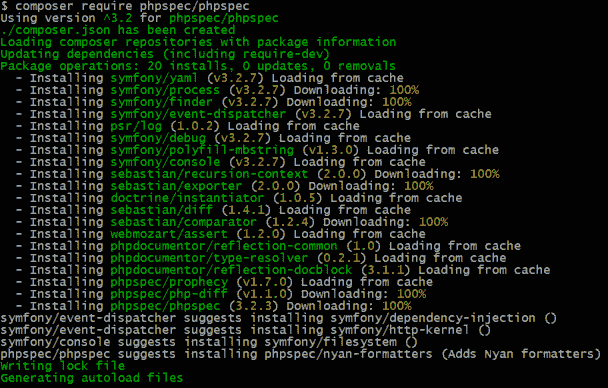 $ composer require phpspec/phpspec
Using version ^3.2 for phpspec/phpspec
./composer.json has been created
Loading composer repositories with package information
Updating dependencies (including require-dev)
Package operations: 20 installs, 0 updates, 0 removals
- Installing symfony/yaml (v3.2.7) Loading from cache
- Installing symfony/process (v3.2.7) Downloading: 100%
- Installing symfony/finder (v3.2.7) Downloading: 100%
- Installing symfony/event-dispatcher (v3.2.7) Loading from cache
- Installing psr/log (1.0.2) Loading from cache
- Installing symfony/debug (v3.2.7) Loading from cache
- Installing symfony/polyfill-mbstring (v1.3.0) Loading from cache
- Installing symfony/console (v3.2.7) Loading from cache
- Installing sebastian/recursion-context (2.0.0) Downloading: 100%
- Installing sebastian/exporter (2.0.0) Downloading: 100%
- Installing doctrine/instantiator (1.0.5) Loading from cache
- Installing sebastian/diff (1.4.1) Loading from cache
- Installing sebastian/comparator (1.2.4) Downloading: 100%
- Installing webmozart/assert (1.2.0) Loading from cache
- Installing phpdocumentor/reflection-common (1.0) Loading from cache
- Installing phpdocumentor/type-resolver (0.2.1) Loading from cache
- Installing phpdocumentor/reflection-docblock (3.1.1) Loading from cache
- Installing phpspec/prophecy (v1.7.0) Loading from cache
- Installing phpspec/php-diff (v1.1.0) Downloading: 100%
- Installing phpspec/phpspec (3.2.3) Downloading: 100%
symfony/event-dispatcher suggests installing symfony/dependency-injection ()
symfony/event-dispatcher suggests installing symfony/http-kernel ()
symfony/console suggests installing symfony/filesystem ()
phpspec/phpspec suggests installing phpspec/nyan-formatters (Adds Nyan formatters)
Writing lock file
Generating autoload files